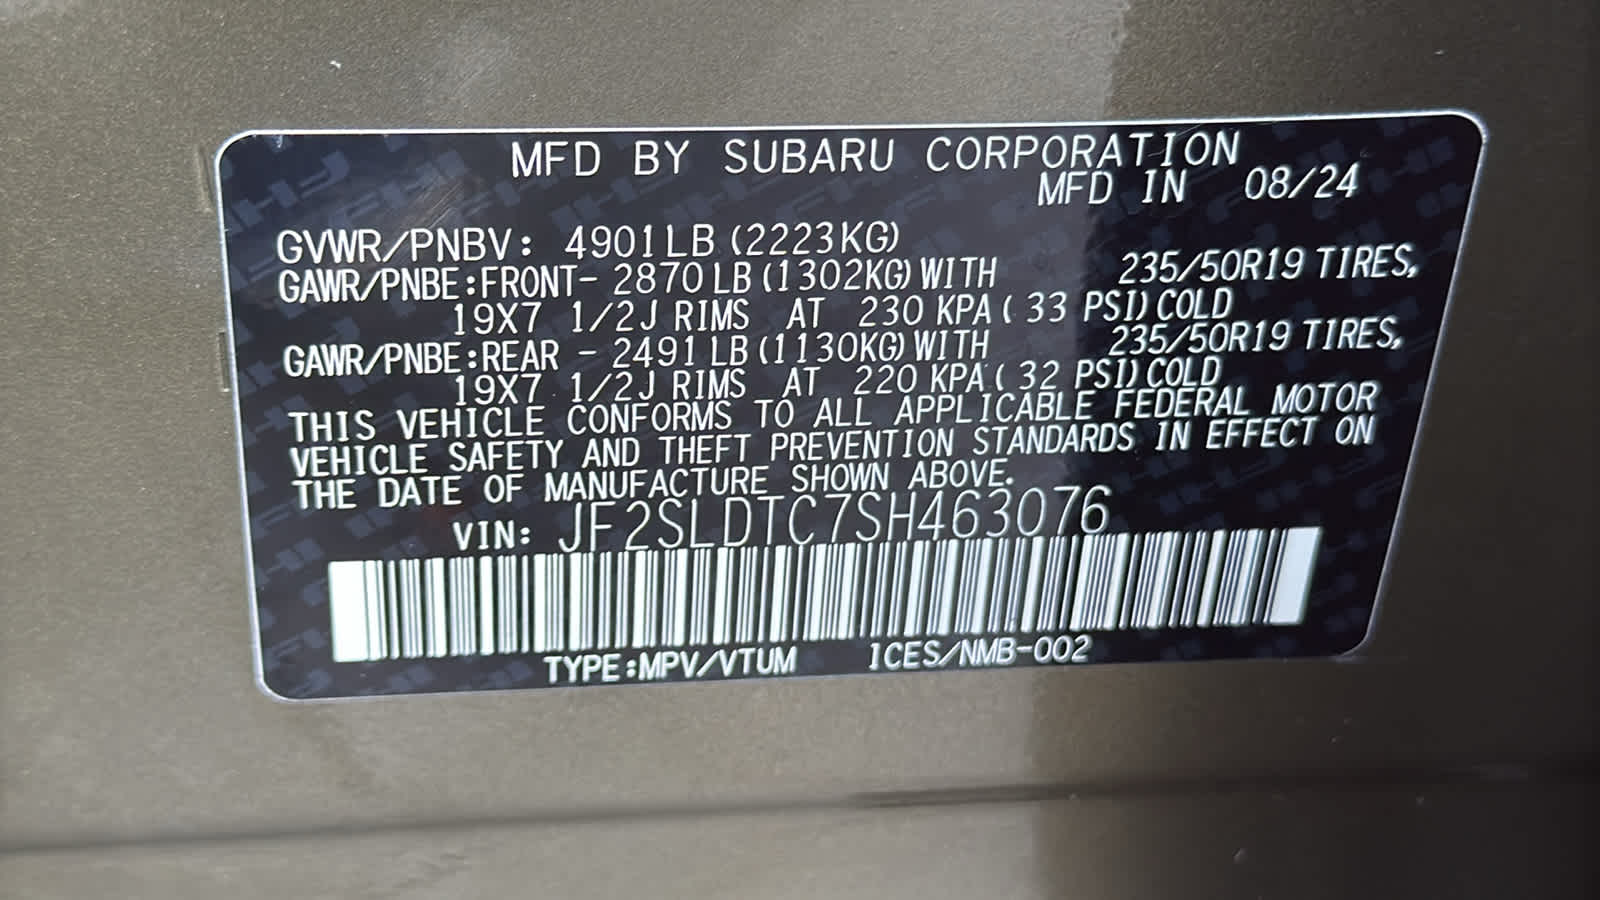 MFD BY SUBARU CORPORATION
MFD IN 08/24
GVWR/PNBV: 4901LB (2223KG)
GAWR/PNBE:FRONT- 2870 LB (1302KG) WITH 235/50R19 TIRES,
19X7 1/2J RIMS AT 230 KPA ( 33 PSI) COLD
GAWR/PNBE:REAR - 2491 LB (1130KG) WITH 235/50R19 TIRES,
19X7 1/2J RIMS AT 220 KPA ( 32 PSI) COLD
THIS VEHICLE CONFORMS TO ALL APPLICABLE FEDERAL MOTOR
VEHICLE SAFETY AND THEFT PREVENTION STANDARDS IN EFFECT ON
THE DATE OF MANUFACTURE SHOWN ABOVE.
VIN: JF2SLDTC7SH463076
TYPE:MPV/VTUM ICES/NMB-002